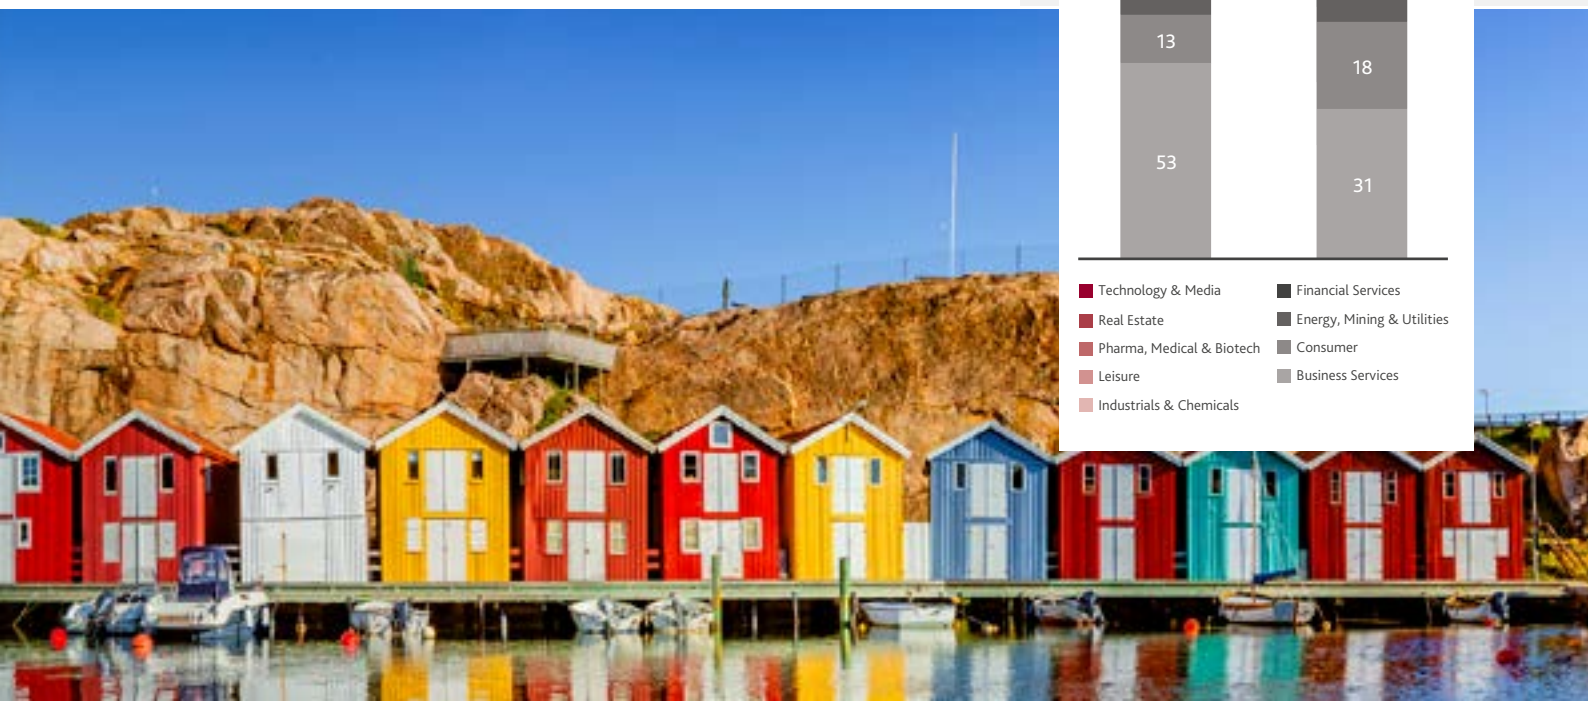 13
18
53
31
Technology & Media
Real Estate
Pharma, Medical & Biotech
Leisure
Industrials & Chemicals
Financial Services
Energy, Mining & Utilities
Consumer
Business Services